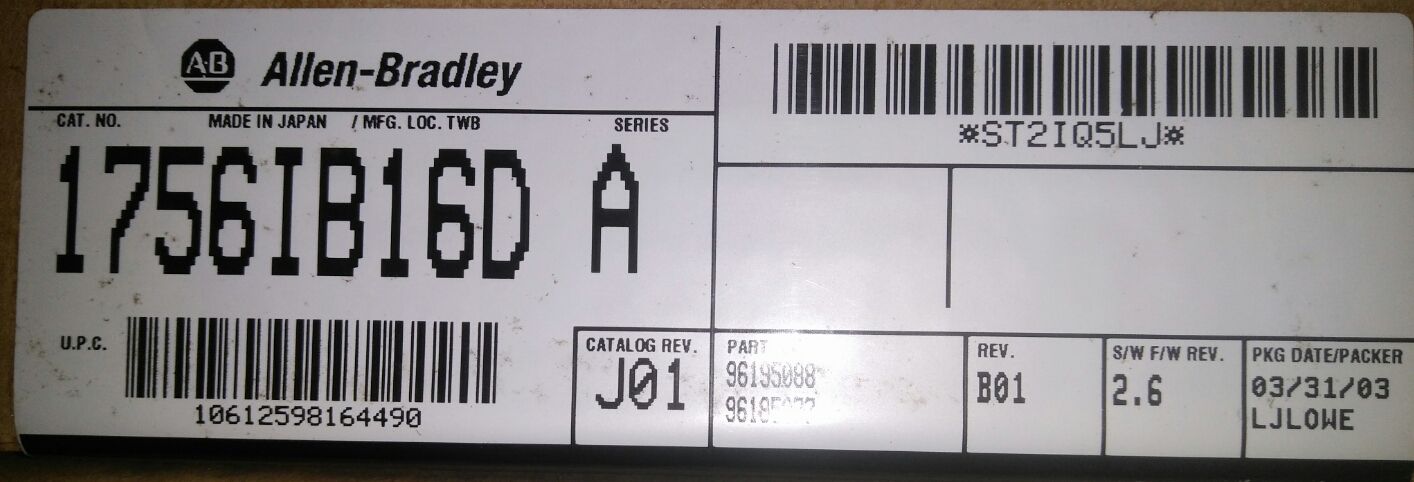 AB Allen-Bradley
CAT. NO. MADE IN JAPAN / MFG. LOC. TWB SERIES
1756IB16D A
U.P.C.
10612598164490
*ST2IQ5LJ*
CATALOG REV.
J01
PART
96195088
REV.
B01
S/W F/W REV.
2.6
PKG DATE/PACKER
03/31/03
LJLOWE